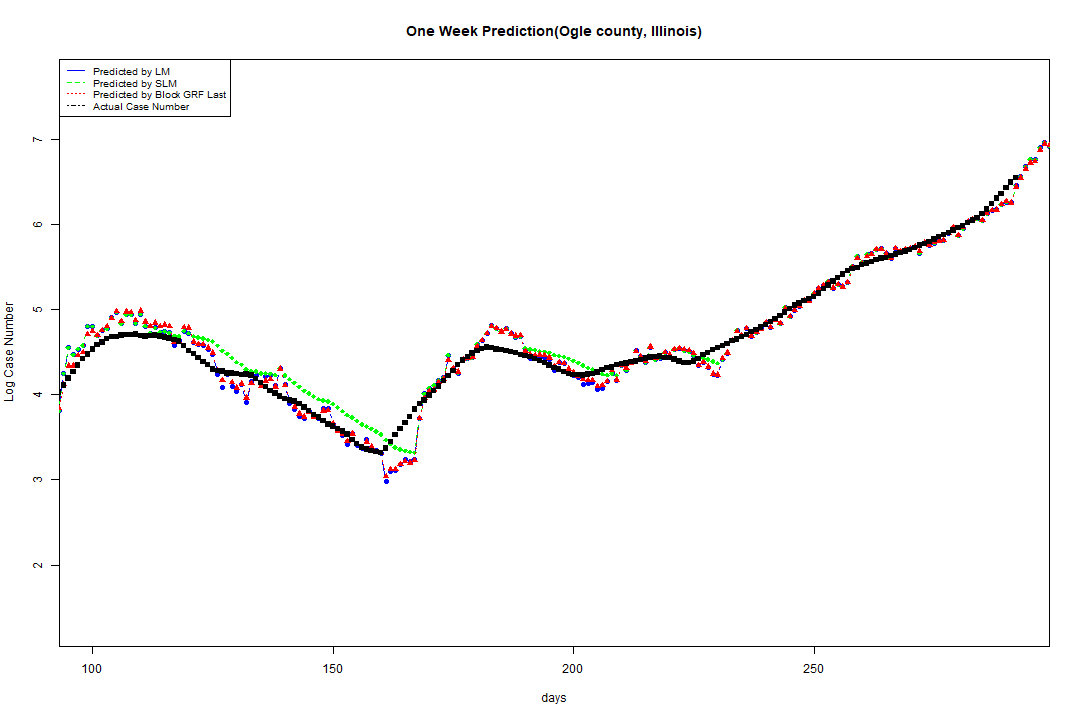 One Week Prediction(Ogle county, Illinois)
Predicted by LM
Predicted by SLM
Predicted by Block GRF Last
Actual Case Number
7
6
5
4
3
2
Log Case Number
100 150 200 250
days